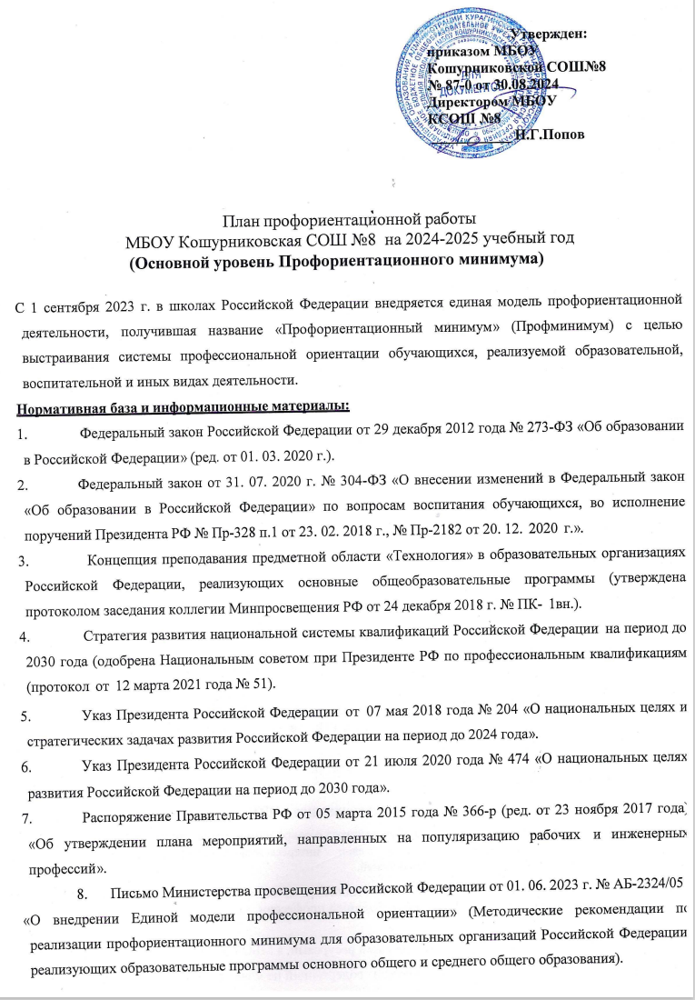 Утвержден:
приказом МБОУ
Кошурниковской СОШ№8
№ 87-0 от 30.08.2024
Директором МБОУ
КСОШ №8
И.Г.Попов
ДЛЯ
ДОКУМЕНТОВ
План профориентационной работы
МБОУ Кошурниковская СОШ №8 на 2024-2025 учебный год
(Основной уровень Профориентационного минимума)
С 1 сентября 2023 г. в школах Российской Федерации внедряется единая модель профориентационной
деятельности, получившая название «Профориентационный минимум» (Профминимум) с целью
выстраивания системы профессиональной ориентации обучающихся, реализуемой образовательной,
воспитательной и иных видах деятельности.
Нормативная база и информационные материалы:
1. Федеральный закон Российской Федерации от 29 декабря 2012 года № 273-ФЗ «Об образовании
в Российской Федерации» (ред. от 01. 03. 2020 г.).
2. Федеральный закон от 31. 07. 2020 г. № 304-ФЗ «О внесении изменений в Федеральный закон
«Об образовании в Российской Федерации» по вопросам воспитания обучающихся, во исполнение
поручений Президента РФ № Пр-328 п.1 от 23. 02. 2018 г., № Пр-2182 от 20. 12. 2020 г.».
3. Концепция преподавания предметной области «Технология» в образовательных организациях
Российской Федерации, реализующих основные общеобразовательные программы (утверждена
протоколом заседания коллегии Минпросвещения РФ от 24 декабря 2018 г. № ПК- 1вн.).
4. Стратегия развития национальной системы квалификаций Российской Федерации на период до
2030 года (одобрена Национальным советом при Президенте РФ по профессиональным квалификациям
(протокол от 12 марта 2021 года № 51).
5. Указ Президента Российской Федерации от 07 мая 2018 года № 204 «О национальных целях и
стратегических задачах развития Российской Федерации на период до 2024 года».
6. Указ Президента Российской Федерации от 21 июля 2020 года № 474 «О национальных целях
развития Российской Федерации на период до 2030 года».
7. Распоряжение Правительства РФ от 05 марта 2015 года № 366-р (ред. от 23 ноября 2017 года)
«Об утверждении плана мероприятий, направленных на популяризацию рабочих и инженерных
профессий».
8. Письмо Министерства просвещения Российской Федерации от 01. 06. 2023 г. № АБ-2324/05
«О внедрении Единой модели профессиональной ориентации» (Методические рекомендации по
реализации профориентационного минимума для образовательных организаций Российской Федерации
реализующих образовательные программы основного общего и среднего общего образования).